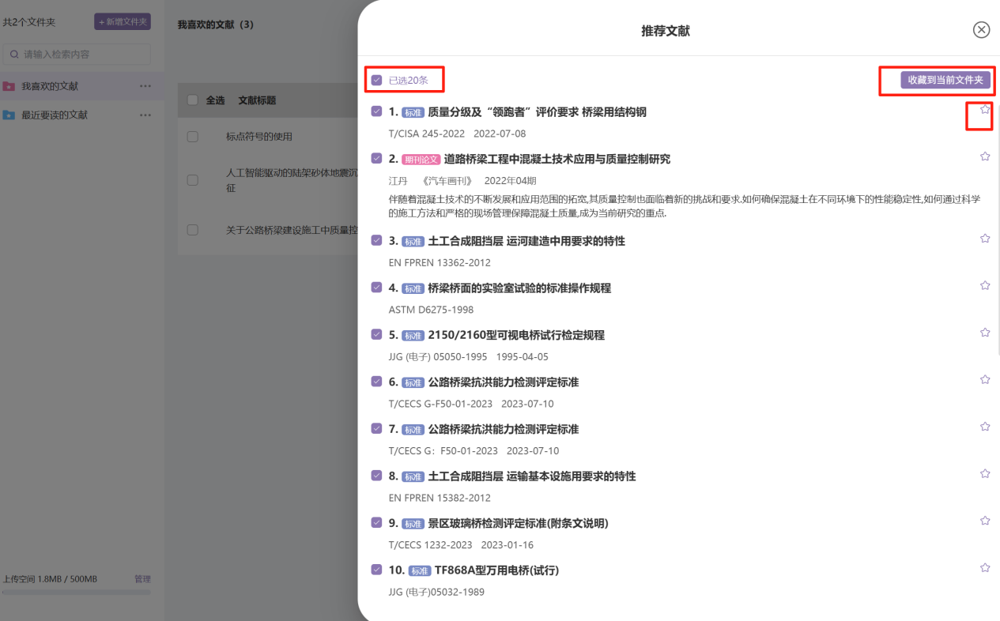 共2个文件夹
+ 新增文件夹
请输入检索内容
我喜欢的文献
最近要读的文献
上传空间 1.8MB / 500MB
管理
我喜欢的文献（3）
全选 文献标题
标点符号的使用
人工智能驱动的陆架砂体地震沉
征
关于公路桥梁建设施工中质量控
推荐文献
已选20条
收藏到当前文件夹
1. 标准 质量分级及“领跑者”评价要求 桥梁用结构钢
T/CISA 245-2022 2022-07-08
2. 期刊论文 道路桥梁工程中混凝土技术应用与质量控制研究
江丹 《汽车画刊》 2022年04期
伴随着混凝土技术的不断发展和应用范围的拓宽,其质量控制也面临着新的挑战和要求.如何确保混凝土在不同环境下的性能稳定性,如何通过科学
的施工方法和严格的现场管理保障混凝土质量,成为当前研究的重点.
3. 标准 土工合成阻挡层 运河建造中用要求的特性
EN FPREN 13362-2012
4. 标准 桥梁桥面的实验室试验的标准操作规程
ASTM D6275-1998
5. 标准 2150/2160型可视电桥试行检定规程
JJG (电子) 05050-1995 1995-04-05
6. 标准 公路桥梁抗洪能力检测评定标准
T/CECS G-F50-01-2023 2023-07-10
7. 标准 公路桥梁抗洪能力检测评定标准
T/CECS G：F50-01-2023 2023-07-10
8. 标准 土工合成阻挡层 运输基本设施用要求的特性
EN FPREN 15382-2012
9. 标准 景区玻璃桥检测评定标准(附条文说明)
T/CECS 1232-2023 2023-01-16
10. 标准 TF868A型万用电桥(试行)
JJG (电子)05032-1989